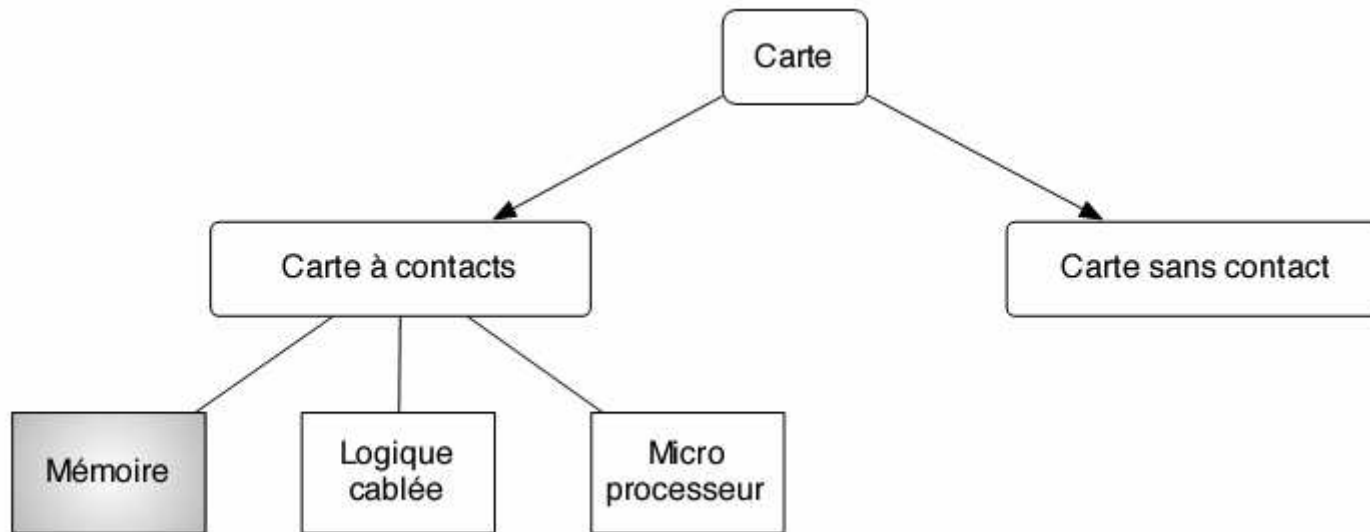 Carte
Carte à contacts
Carte sans contact
Mémoire
Logique
cablée
Micro
processeur